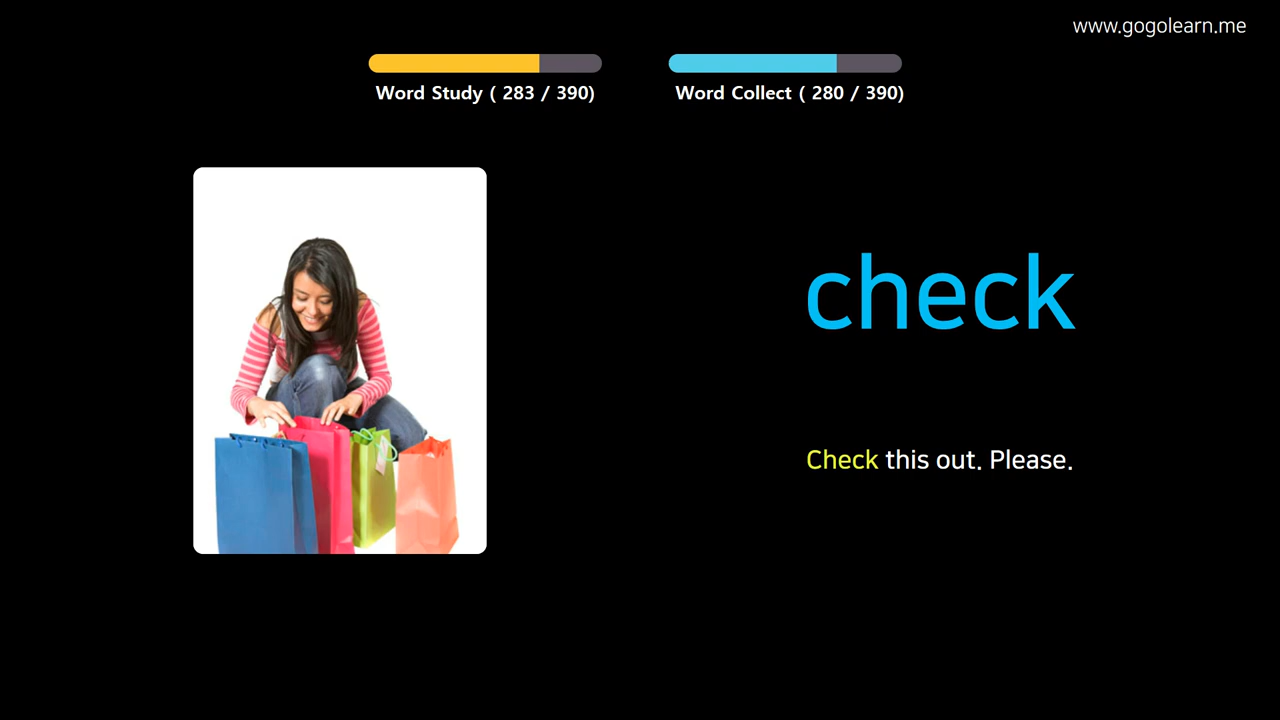 www.gogolearn.me
Word Study ( 283 / 390)
Word Collect ( 280 / 390)
check
Check this out. Please.